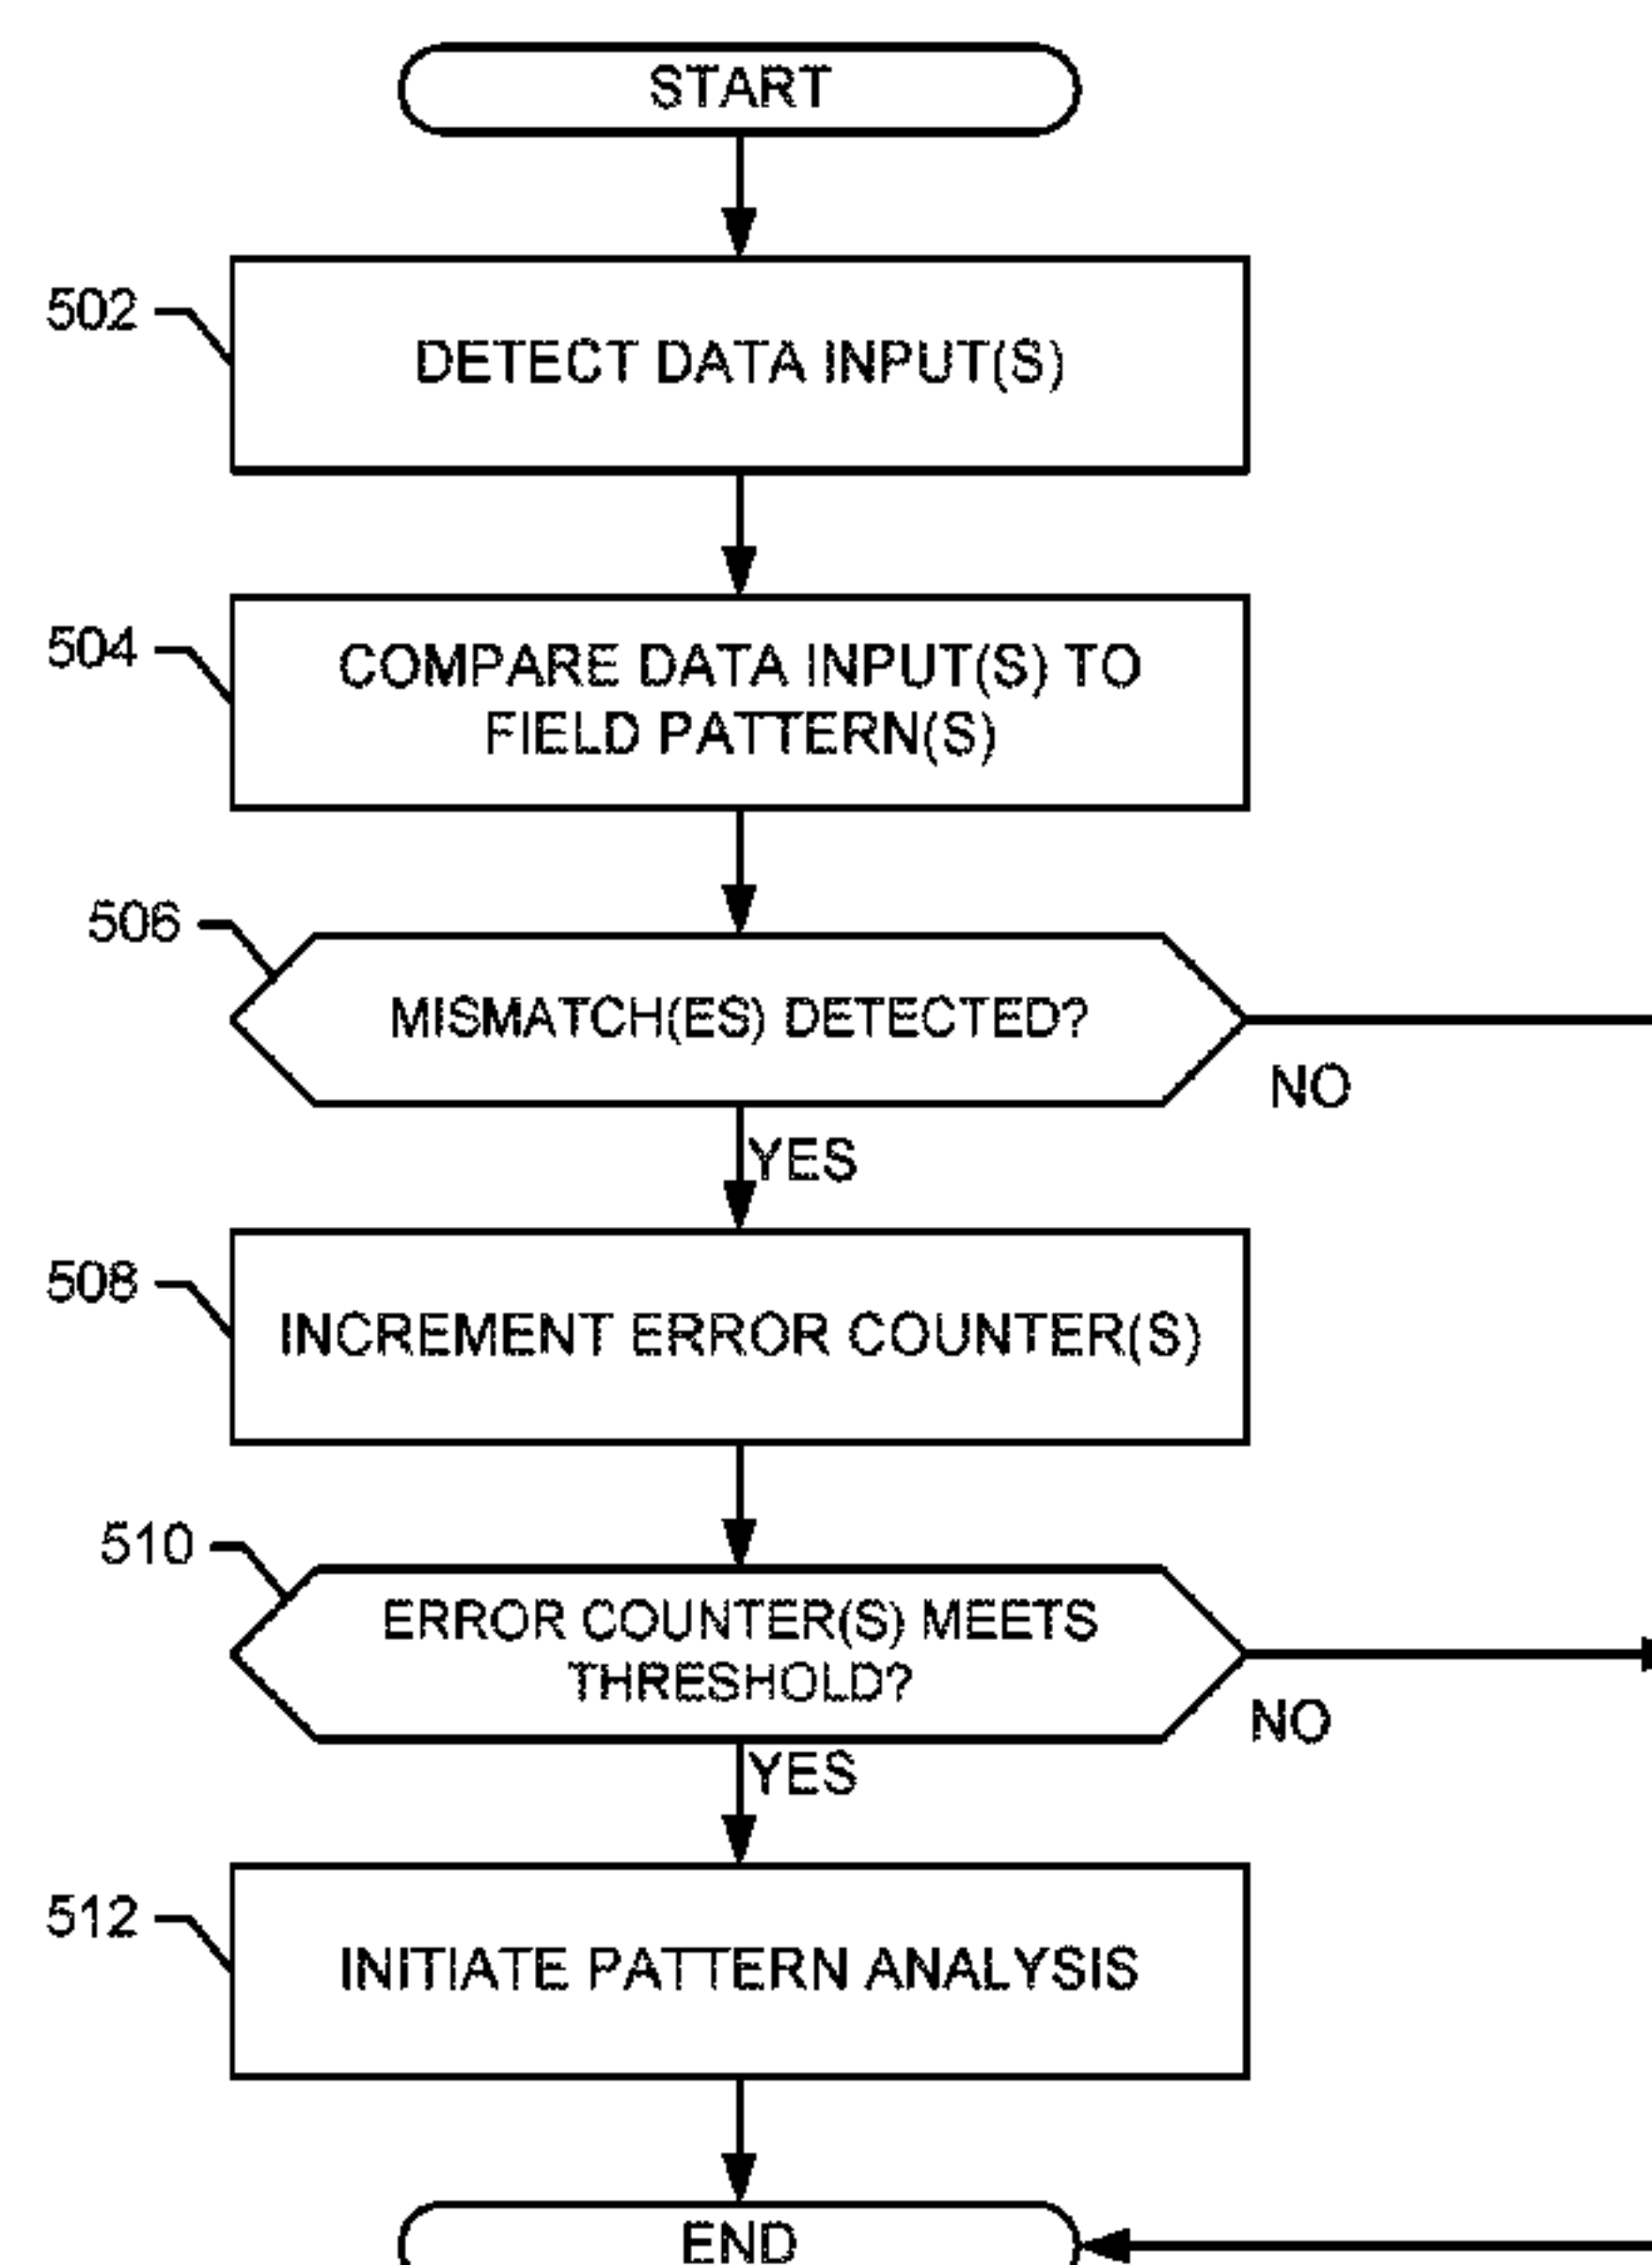 START
502
DETECT DATA INPUT(S)
504
COMPARE DATA INPUT(S) TO
FIELD PATTERN(S)
506
MISMATCH(ES) DETECTED?
NO
YES
508
INCREMENT ERROR COUNTER(S)
510
ERROR COUNTER(S) MEETS
THRESHOLD?
NO
YES
512
INITIATE PATTERN ANALYSIS
END